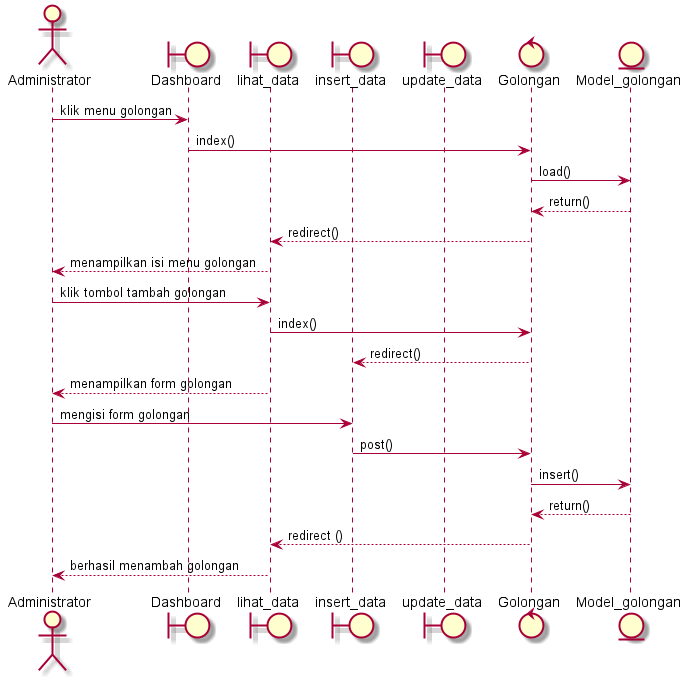 Administrator Dashboard lihat_data insert_data update_data Golongan Model_golongan
klik menu golongan
index()
load()
return()
redirect()
menampilkan isi menu golongan
klik tombol tambah golongan
index()
redirect()
menampilkan form golongan
mengisi form golongan
post()
insert()
return()
redirect ()
berhasil menambah golongan
Administrator Dashboard lihat_data insert_data update_data Golongan Model_golongan